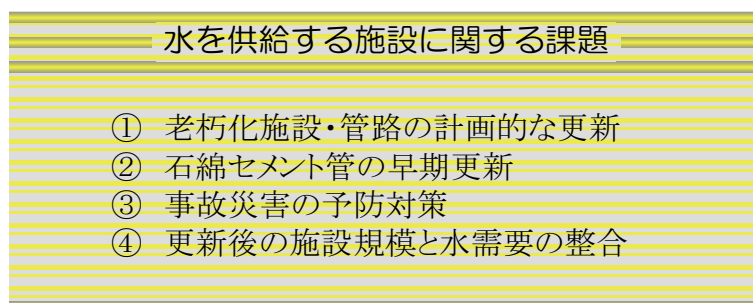 水を供給する施設に関する課題
① 老朽化施設・管路の計画的な更新
② 石綿セメント管の早期更新
③ 事故災害の予防対策
④ 更新後の施設規模と水需要の整合